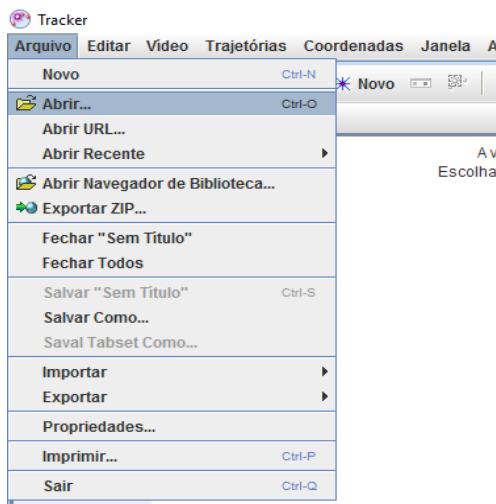 Tracker
Arquivo Editar Vídeo Trajetórias Coordenadas Janela A
Novo Ctrl-N
Novo
Abrir... Ctrl-O
Abrir URL...
Abrir Recente
A v
Escolha
Abrir Navegador de Biblioteca...
Exportar ZIP...
Fechar "Sem Título"
Fechar Todos
Salvar "Sem Título" Ctrl-S
Salvar Como...
Saval Tabset Como...
Importar
Exportar
Propriedades...
Imprimir... Ctrl-P
Sair Ctrl-Q